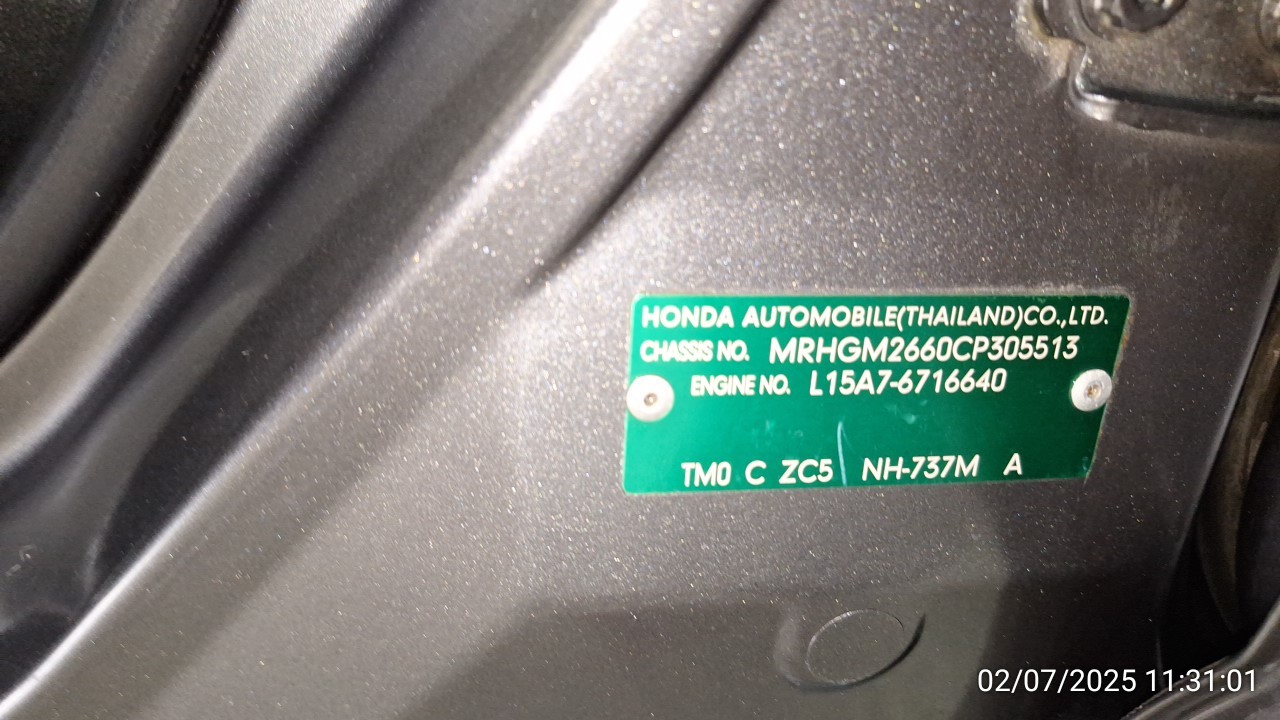 HONDA AUTOMOBILE(THAILAND)CO.,LTD.
CHASSIS NO. MRHGM2660CP305513
ENGINE NO. L15A7-6716640
TM0 C ZC5 NH-737M A
02/07/2025 11:31:01